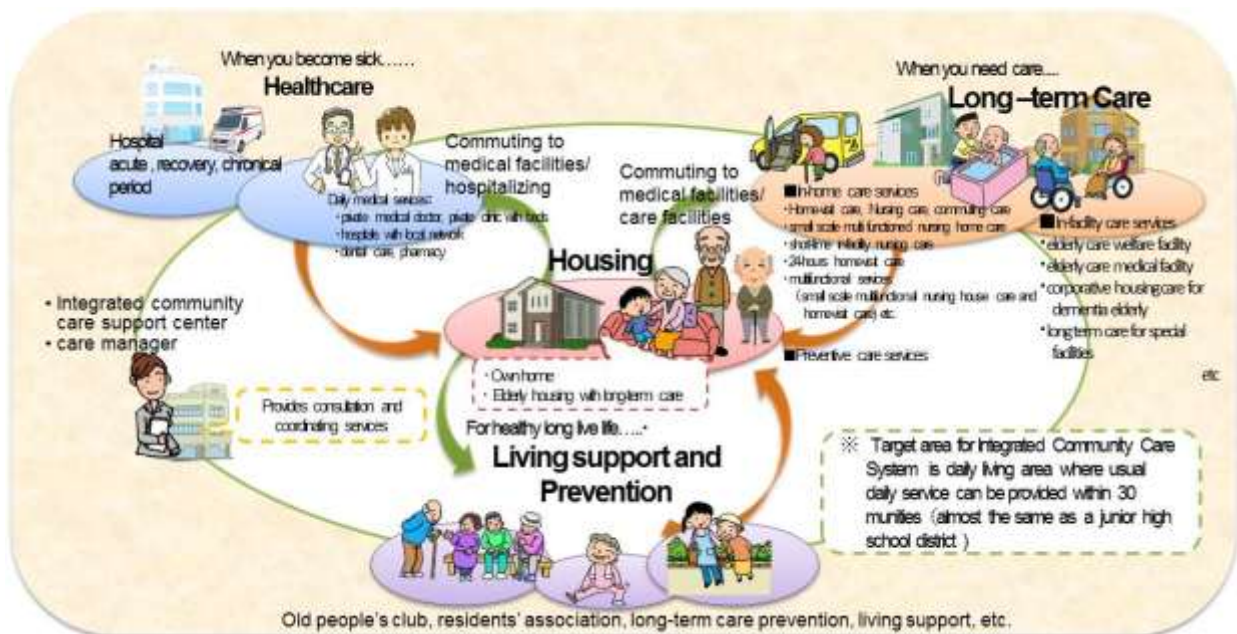 When you become sick......
Healthcare
Hospital
acute , recovery, chronical
period
Daily medical services:
・private medical doctor, private clinic with beds
・hospitals with local network
・dental care, pharmacy
Commuting to
medical facilities/
hospitalizing
Commuting to
medical facilities/
care facilities
When you need care....
Long –term Care
■In-home care services
・Home-visit care, Nursing care, commuting care
・small scale multi functioned nursing home care
・short-time in-facility nursing care
・24-hours homevisit care
・multifunctional services
(small scale multifunctional nursing house care and
homevisit care) etc.
■Preventive care services
■In-facility care services
・elderly care welfare facility
・elderly care medical facility
・corporative housing care for
dementia elderly
・long term care for special
facilities
etc
Housing
・Own home
・Elderly housing with long-term care
• Integrated community
care support center
• care manager
Provides consultation and
coordinating services
For healthy long live life…..・
Living support and
Prevention
※ Target area for Integrated Community Care
System is daily living area where usual
daily service can be provided within 30
munities (almost the same as a junior high
school district )
Old people's club, residents' association, long-term care prevention, living support, etc.